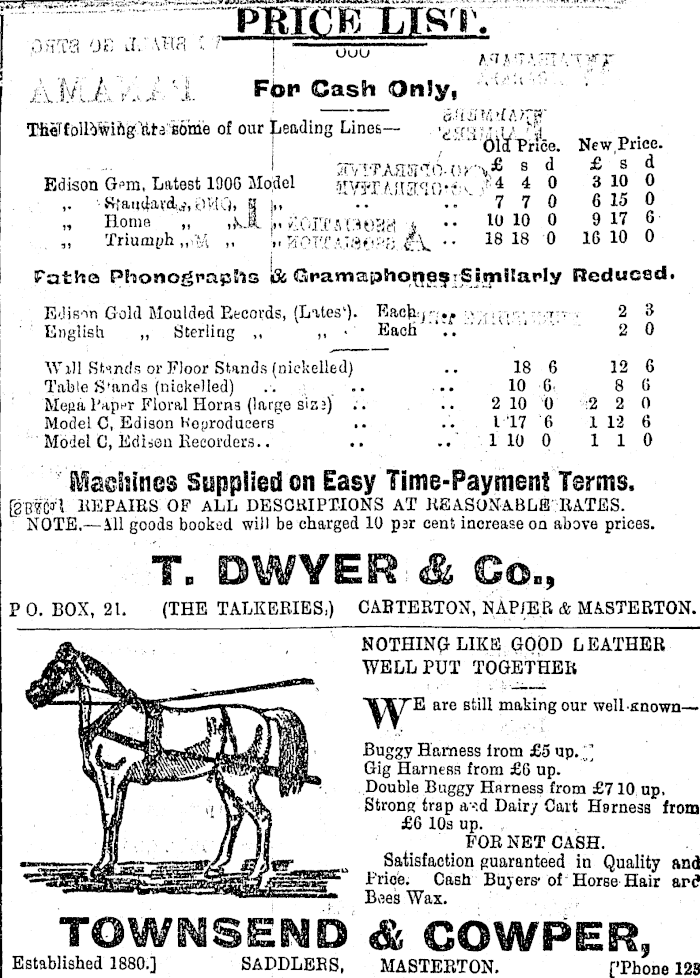 PRICE LIST.
For Cash Only,
The following are some of our Leading Lines—
Old Price. New Price.
£ s d £ s d
Edison Gem, Latest 1906 Model .. 4 4 0 3 10 0
„ Standard, „ „ .. 7 7 0 6 15 0
„ Home „ „ „ .. 10 10 0 9 17 6
„ Triumph „ „ „ .. 18 18 0 16 10 0
Pathe Phonographs & Gramaphones Similarly Reduced.
Edison Gold Moulded Records, (Latest). Each .. 2 3
English „ Sterling „ „ Each .. 2 0
Wall Stands or Floor Stands (nickelled) .. 18 6 12 6
Table Stands (nickelled) .. .. .. 10 6 8 6
Mega Paper Floral Horns (large size) .. .. 2 10 0 2 2 0
Model C, Edison Reproducers .. .. 1 17 6 1 12 6
Model C, Edison Recorders.. .. .. 1 10 0 1 1 0
Machines Supplied on Easy Time-Payment Terms.
REPAIRS OF ALL DESCRIPTIONS AT REASONABLE RATES.
NOTE.—All goods booked will be charged 10 per cent increase on above prices.
T. DWYER & Co.,
P O. BOX, 21. (THE TALKERIES,) CARTERTON, NAPIER & MASTERTON.
NOTHING LIKE GOOD LEATHER
WELL PUT TOGETHER
WE are still making our well-known—
Buggy Harness from £5 up.
Gig Harness from £6 up.
Double Buggy Harness from £7 10 up.
Strong trap and Dairy Cart Harness from
£6 10s up.
FOR NET CASH.
Satisfaction guaranteed in Quality and
Price. Cash Buyers of Horse Hair and
Bees Wax.
TOWNSEND & COWPER,
Established 1880.] SADDLERS, MASTERTON. ['Phone